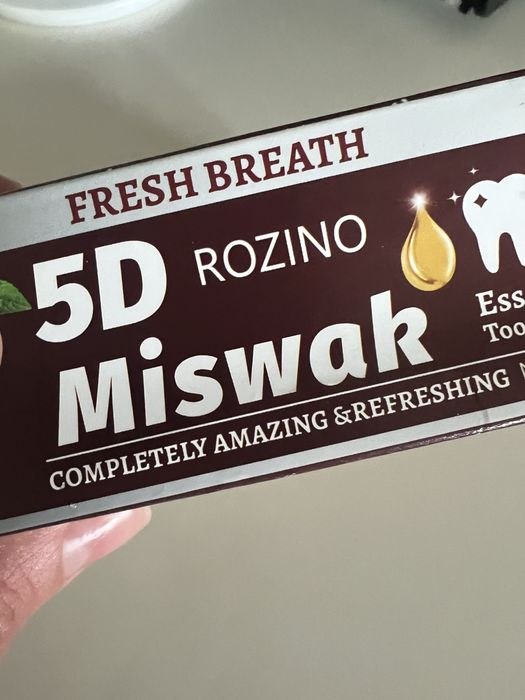 FRESH BREATH
5D ROZINO
Miswak
COMPLETELY AMAZING &REFRESHING